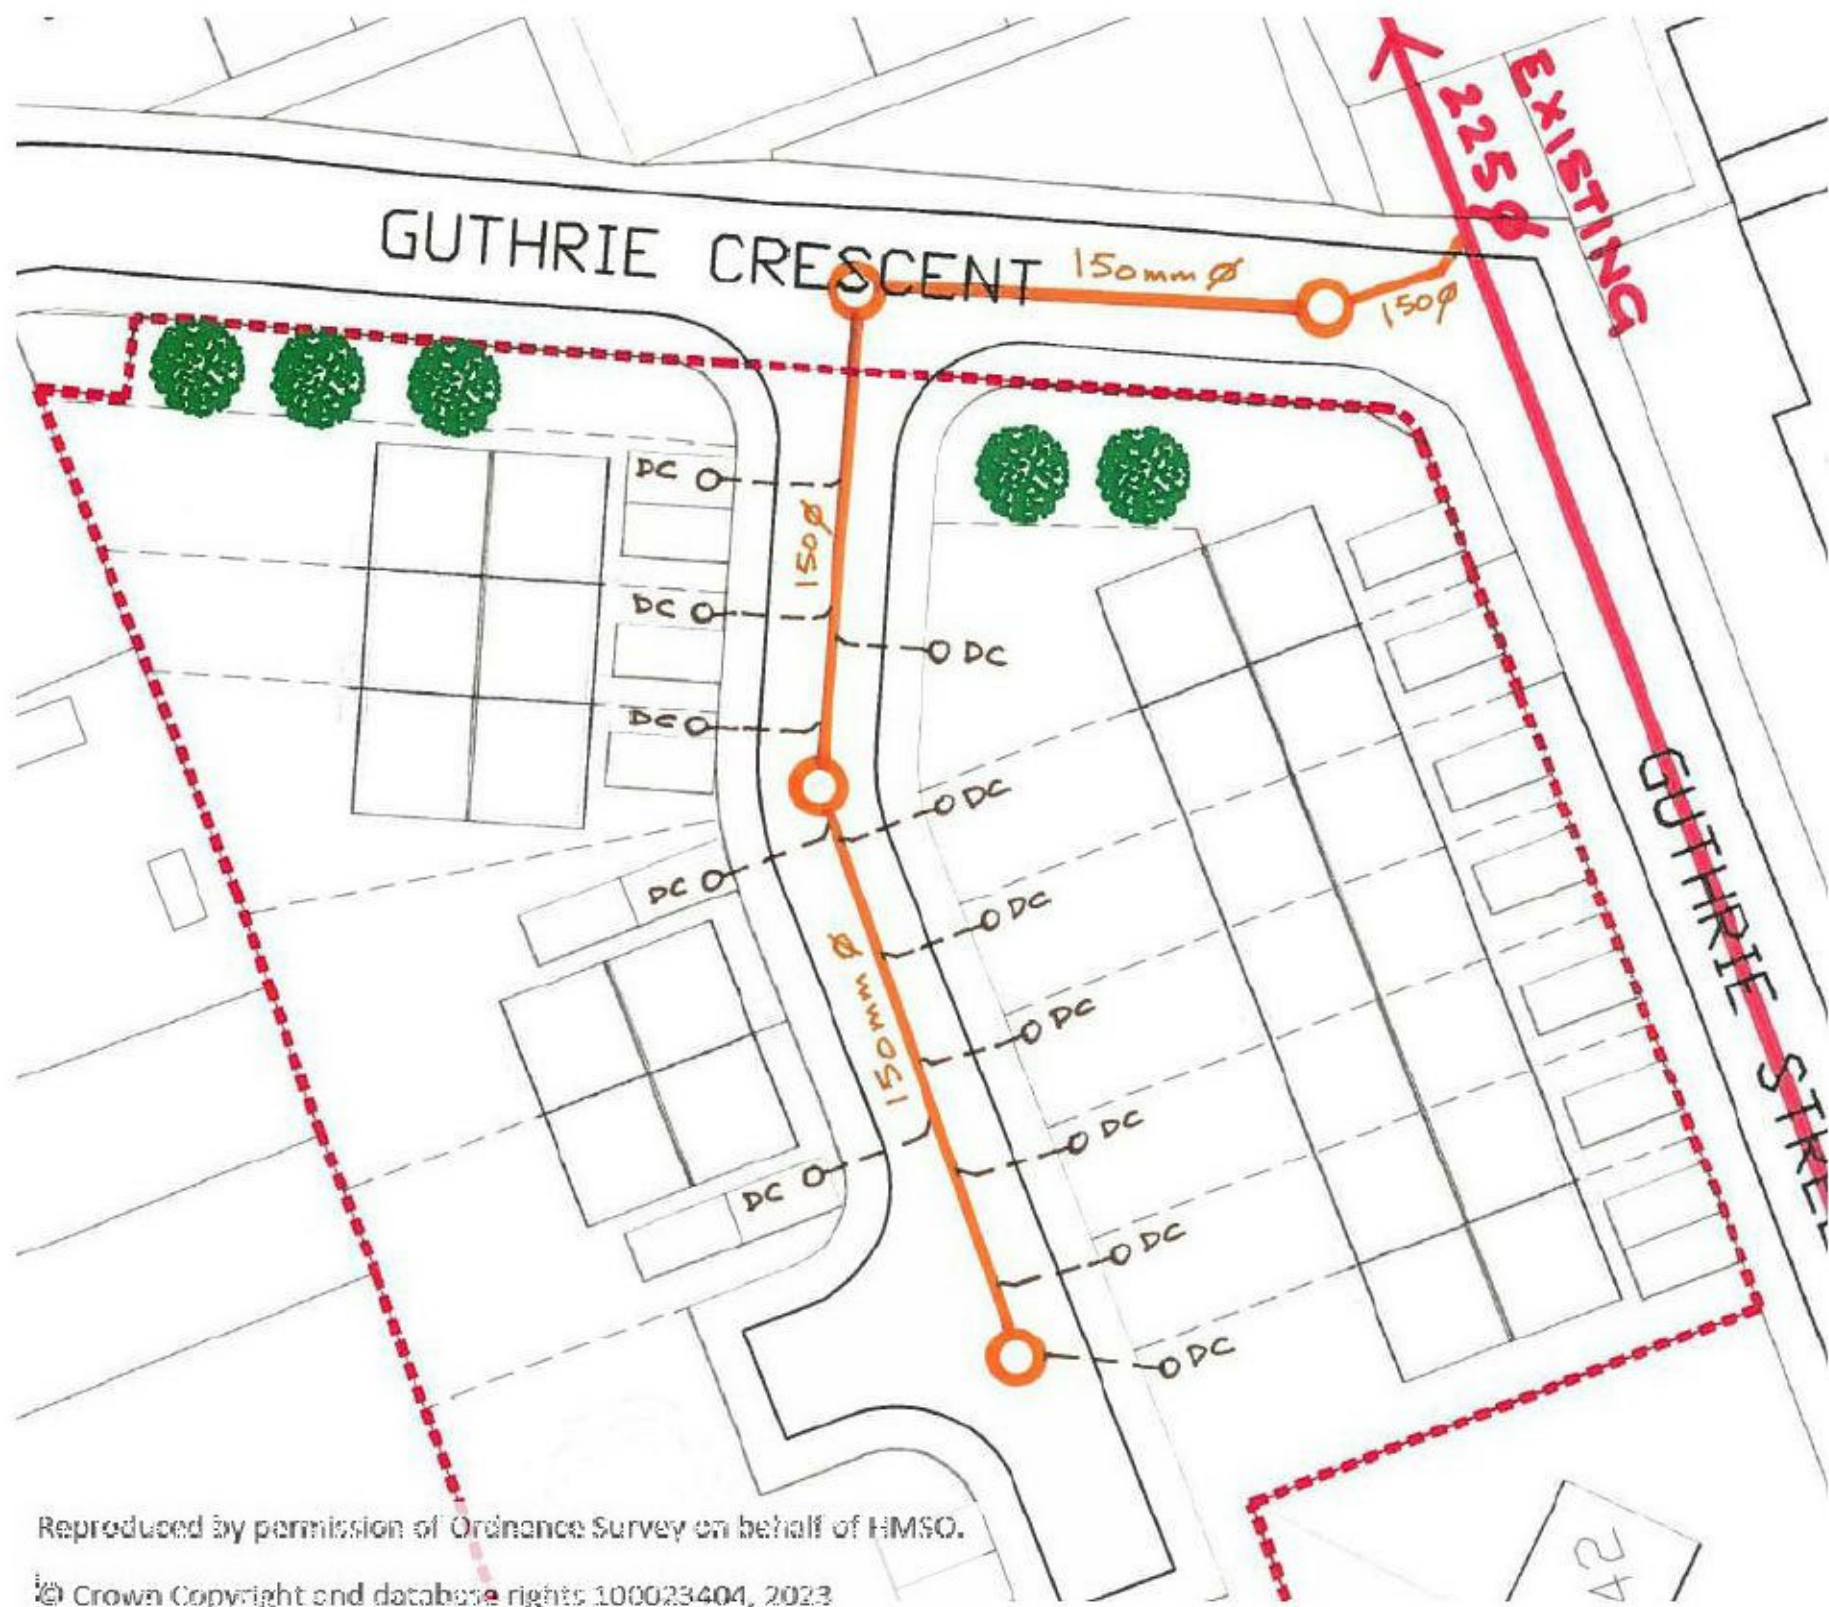 EXISTING
225 Ø
GUTHRIE CRESCENT
150mm Ø
150Ø
DC
150Ø
DC
DC
DC
DC
DC
DC
DC
150mm Ø
DC
DC
DC
DC
DC
GUTHRIE STREE
42
Reproduced by permission of Ordnance Survey on behalf of HMSO.
© Crown Copyright and database rights 100023404, 2023